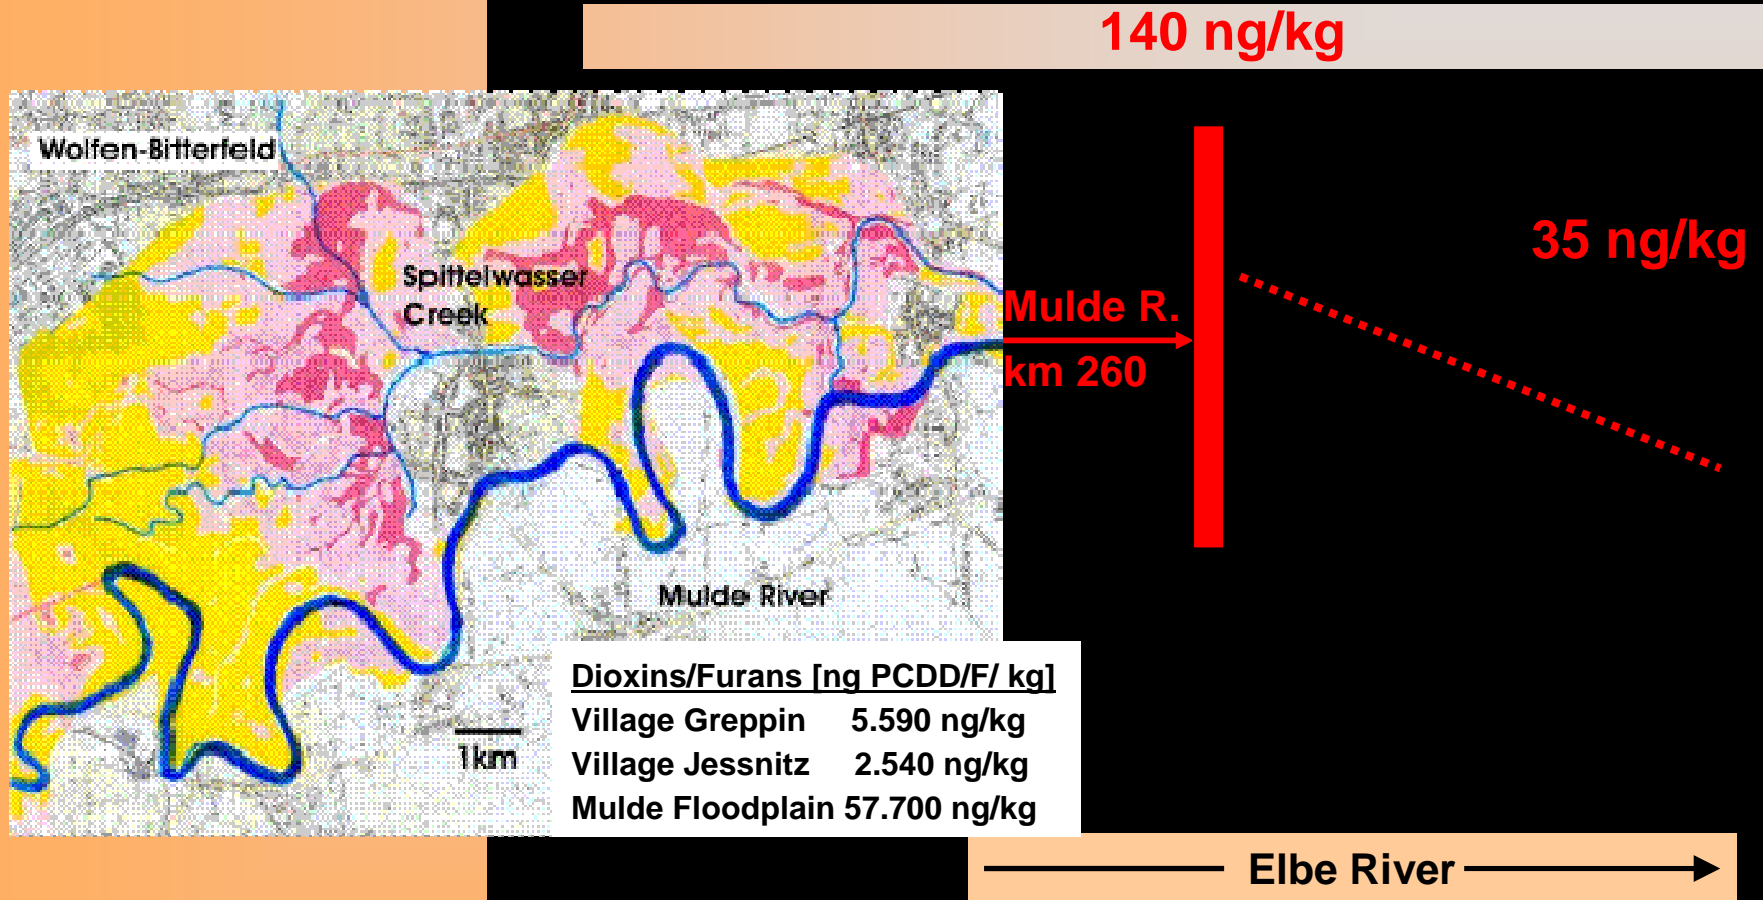 140 ng/kg
Wolfen-Bitterfeld
35 ng/kg
Spittelwasser
Creek
Mulde R.
km 260
Mulde River
Dioxins/Furans [ng PCDD/F/ kg]
Village Greppin 5.590 ng/kg
Village Jessnitz 2.540 ng/kg
Mulde Floodplain 57.700 ng/kg
1km
Elbe River